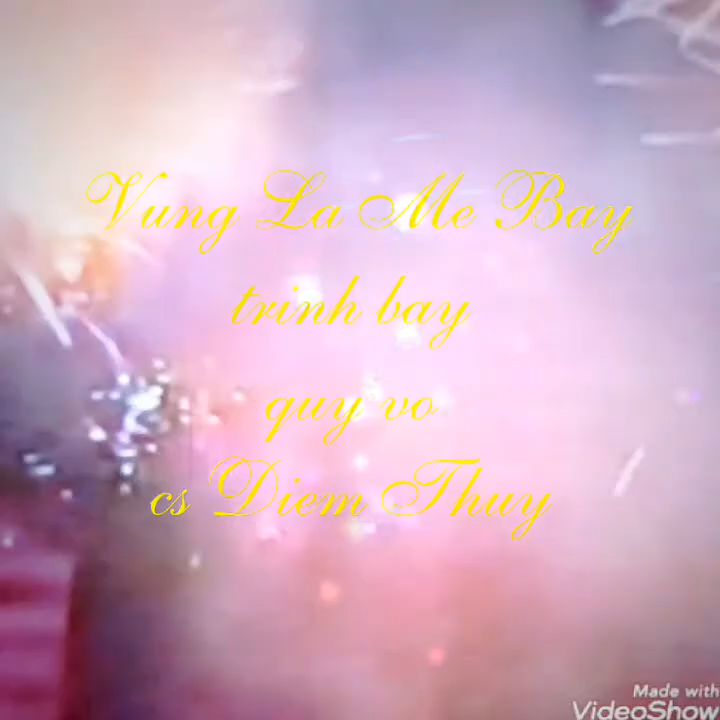 Vung La Me Bay
trinh bay
quy vo
cs Diem Thuy
Made with
VideoShow